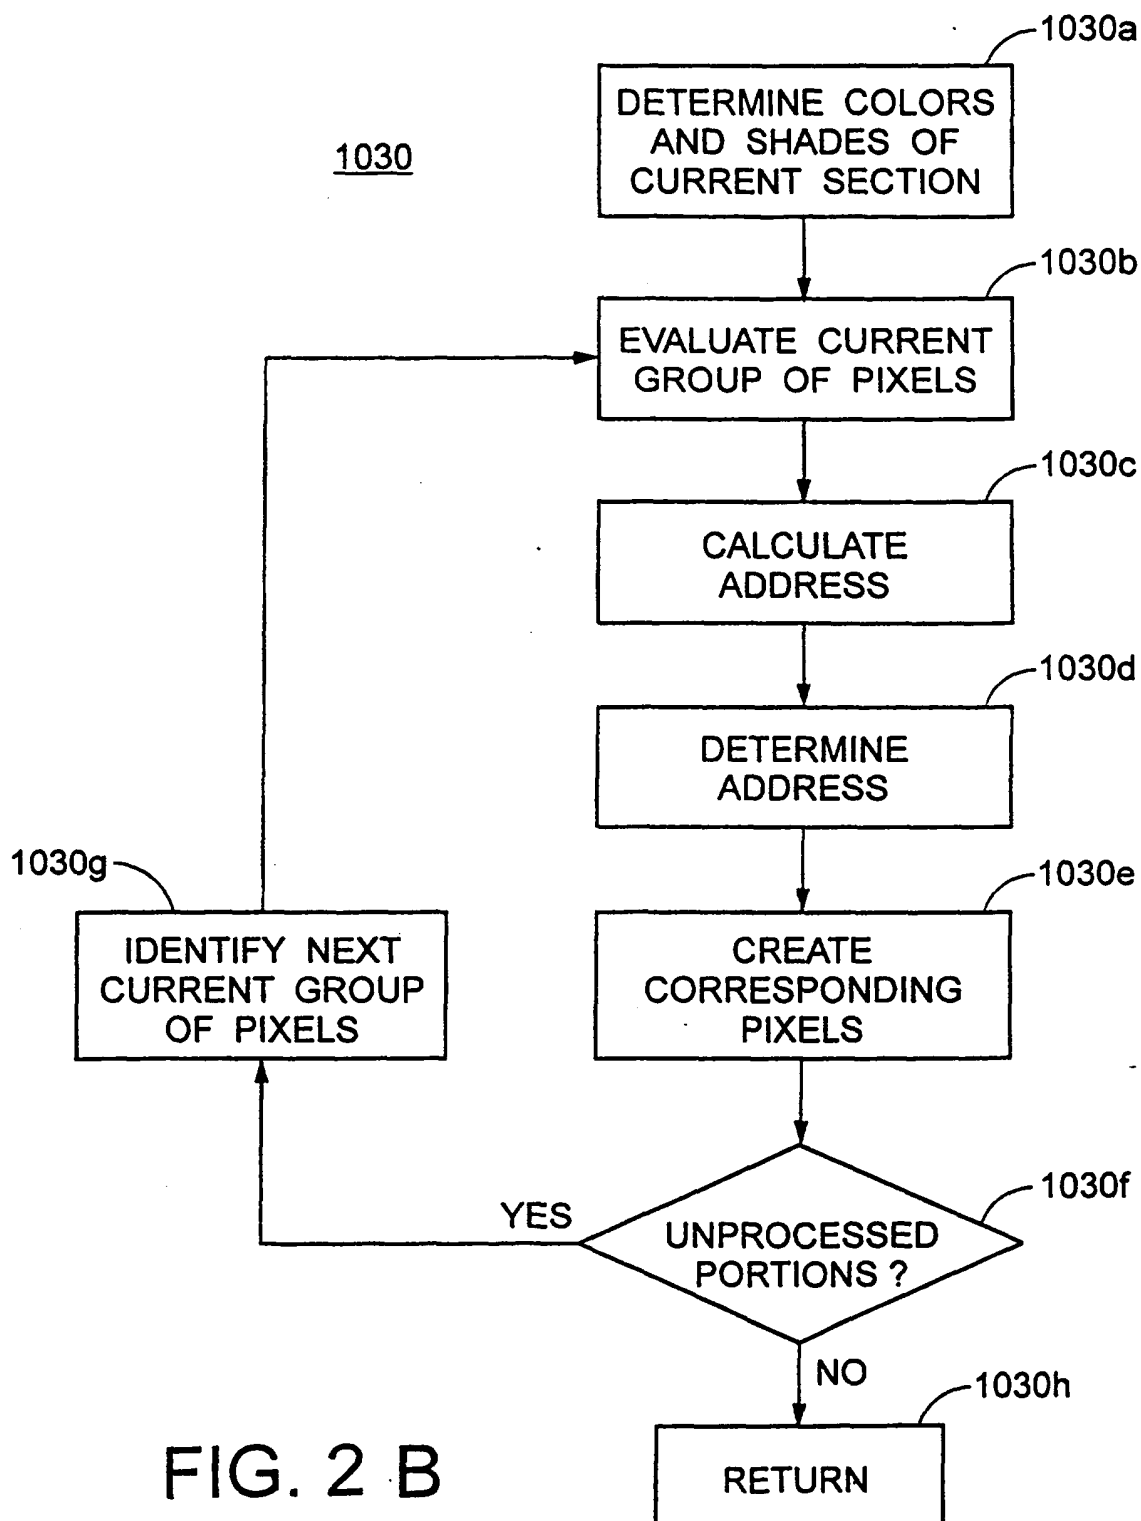 1030a
DETERMINE COLORS
AND SHADES OF
CURRENT SECTION
1030
1030b
EVALUATE CURRENT
GROUP OF PIXELS
1030c
CALCULATE
ADDRESS
1030d
DETERMINE
ADDRESS
1030g
IDENTIFY NEXT
CURRENT GROUP
OF PIXELS
1030e
CREATE
CORRESPONDING
PIXELS
1030f
YES
UNPROCESSED
PORTIONS ?
NO
1030h
RETURN
FIG. 2 B